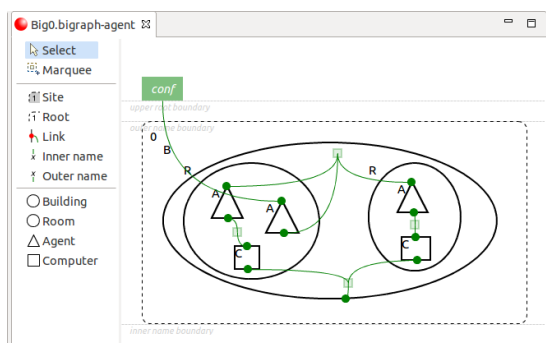 Big0.bigraph-agent
Select
Marquee
Site
Root
Link
Inner name
Outer name
Building
Room
Agent
Computer
conf
upper root boundary
outer name boundary
0
B
R
R
A
A
A
C
C
inner name boundary